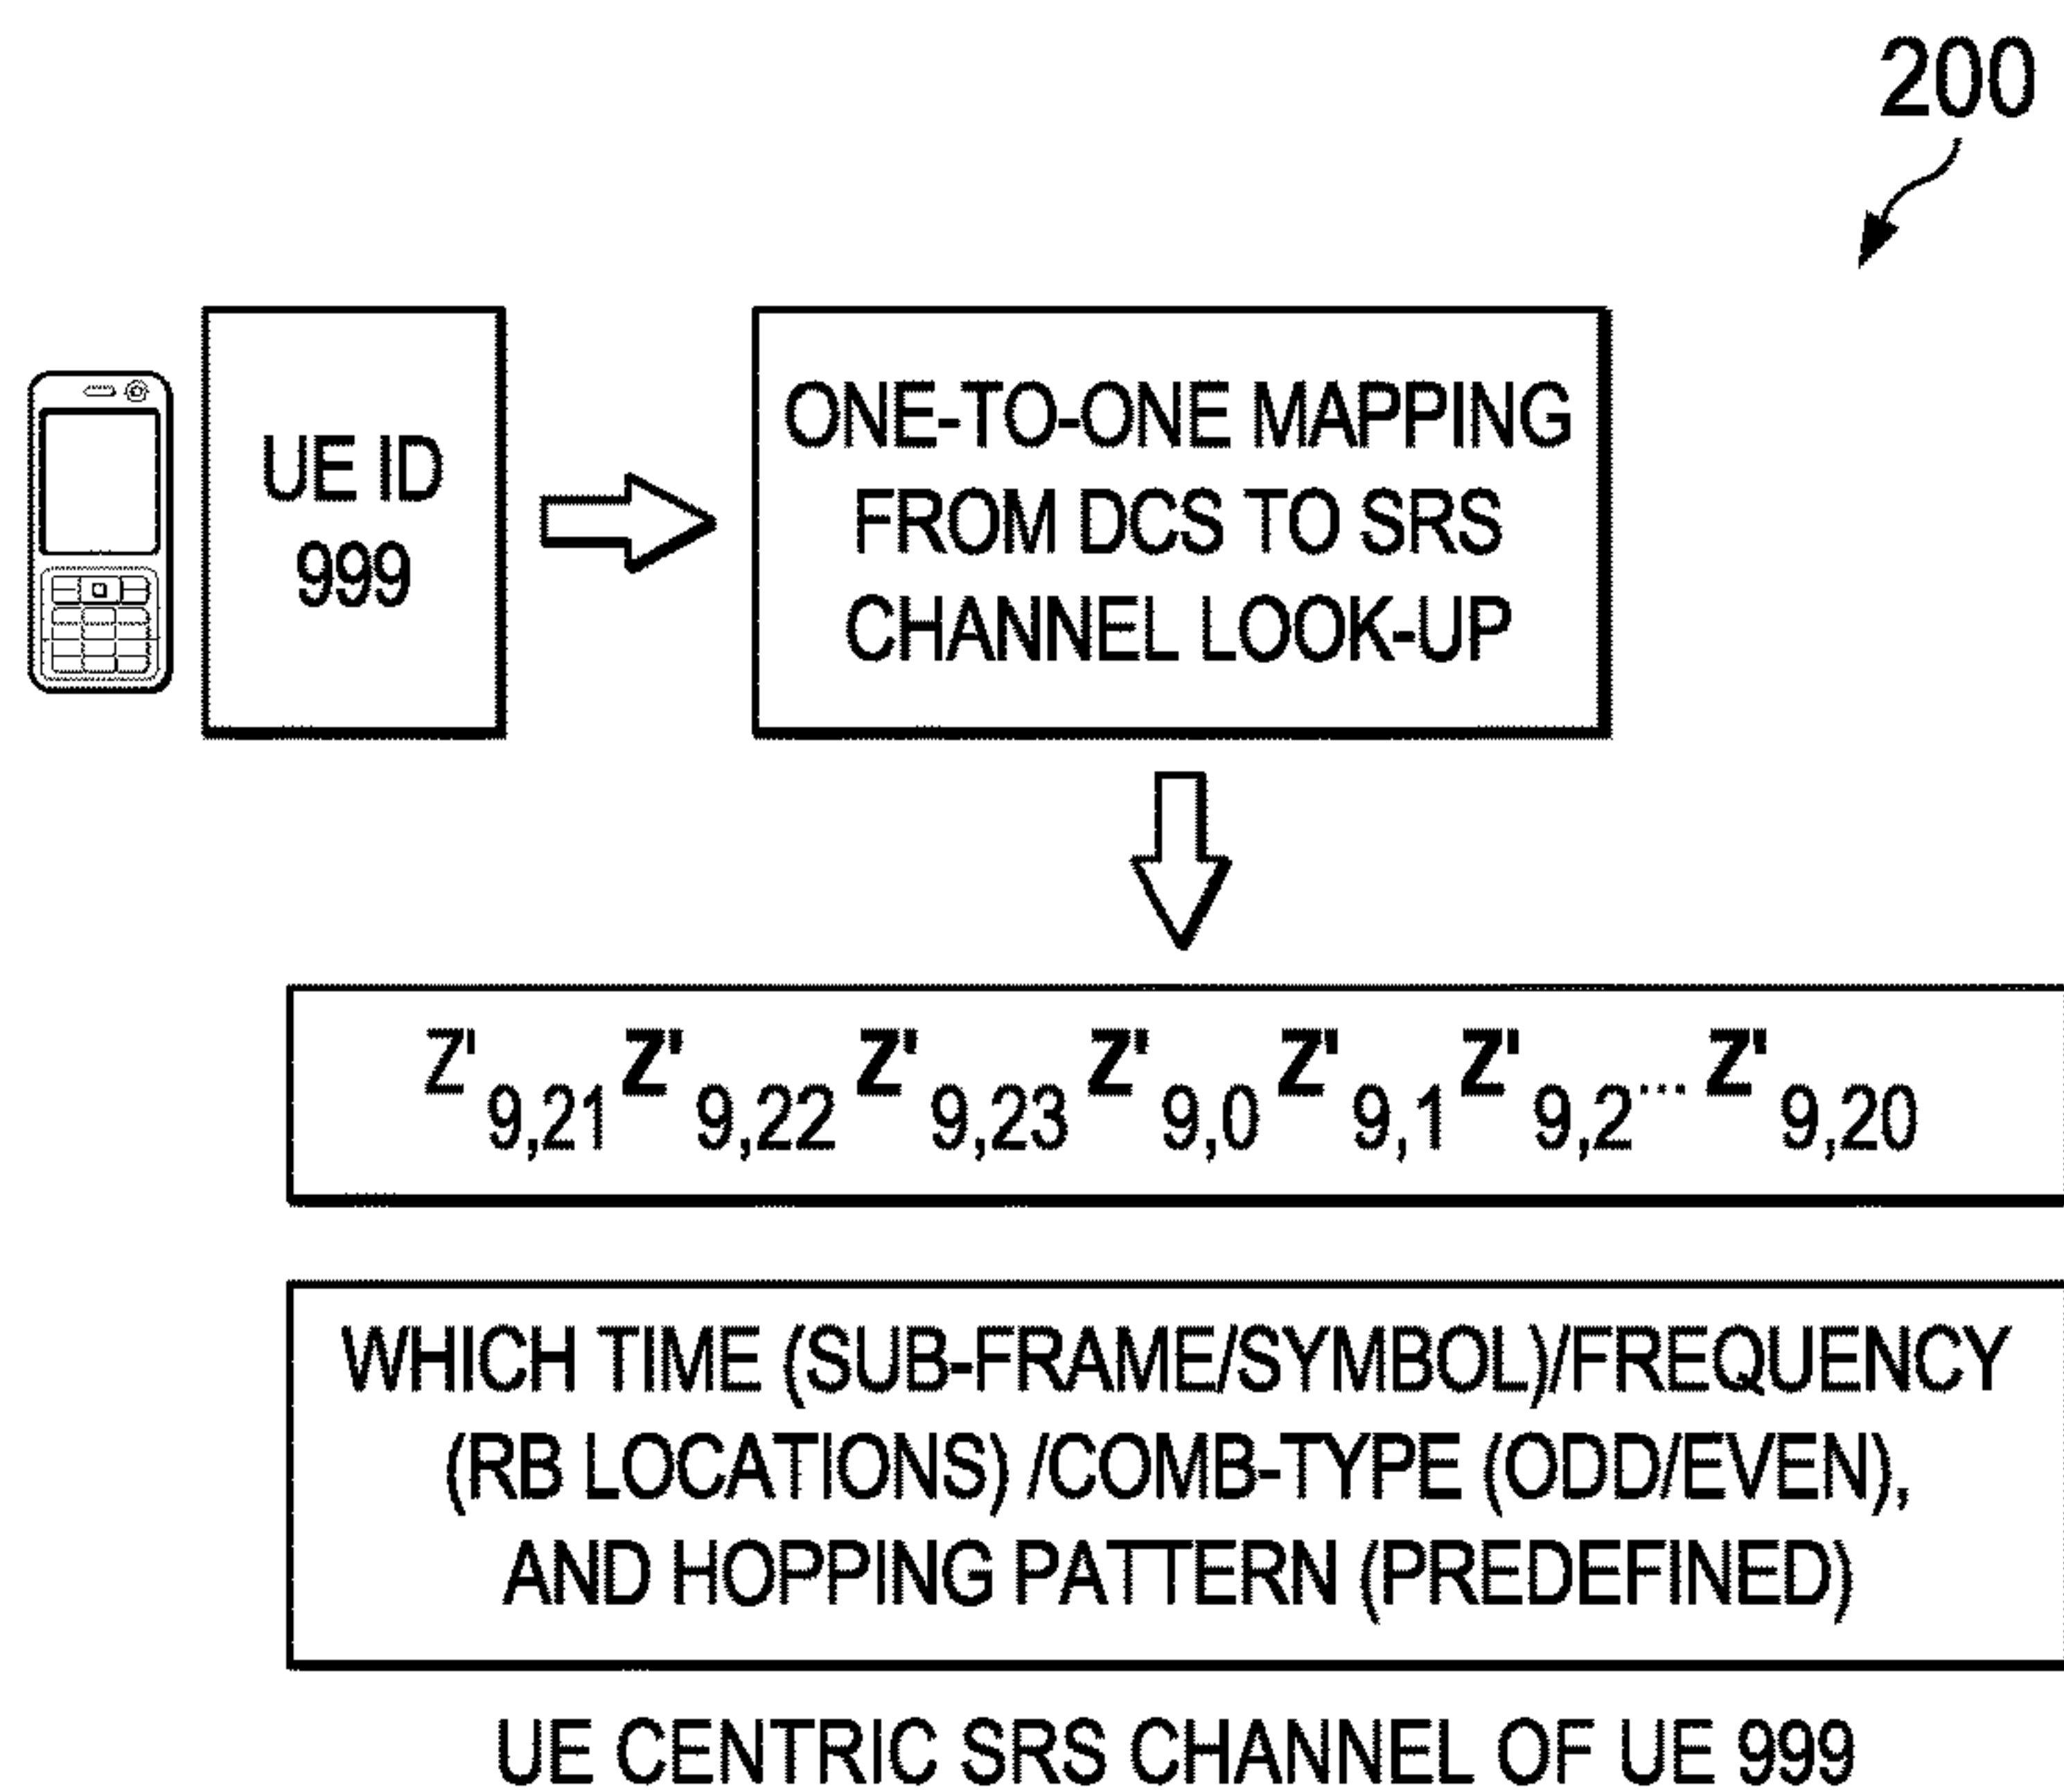 200
UE ID
999
ONE-TO-ONE MAPPING
FROM DCS TO SRS
CHANNEL LOOK-UP
Z'9,21 Z'9,22 Z'9,23 Z'9,0 Z'9,1 Z'9,2... Z'9,20
WHICH TIME (SUB-FRAME/SYMBOL)/FREQUENCY
(RB LOCATIONS) /COMB-TYPE (ODD/EVEN),
AND HOPPING PATTERN (PREDEFINED)
UE CENTRIC SRS CHANNEL OF UE 999